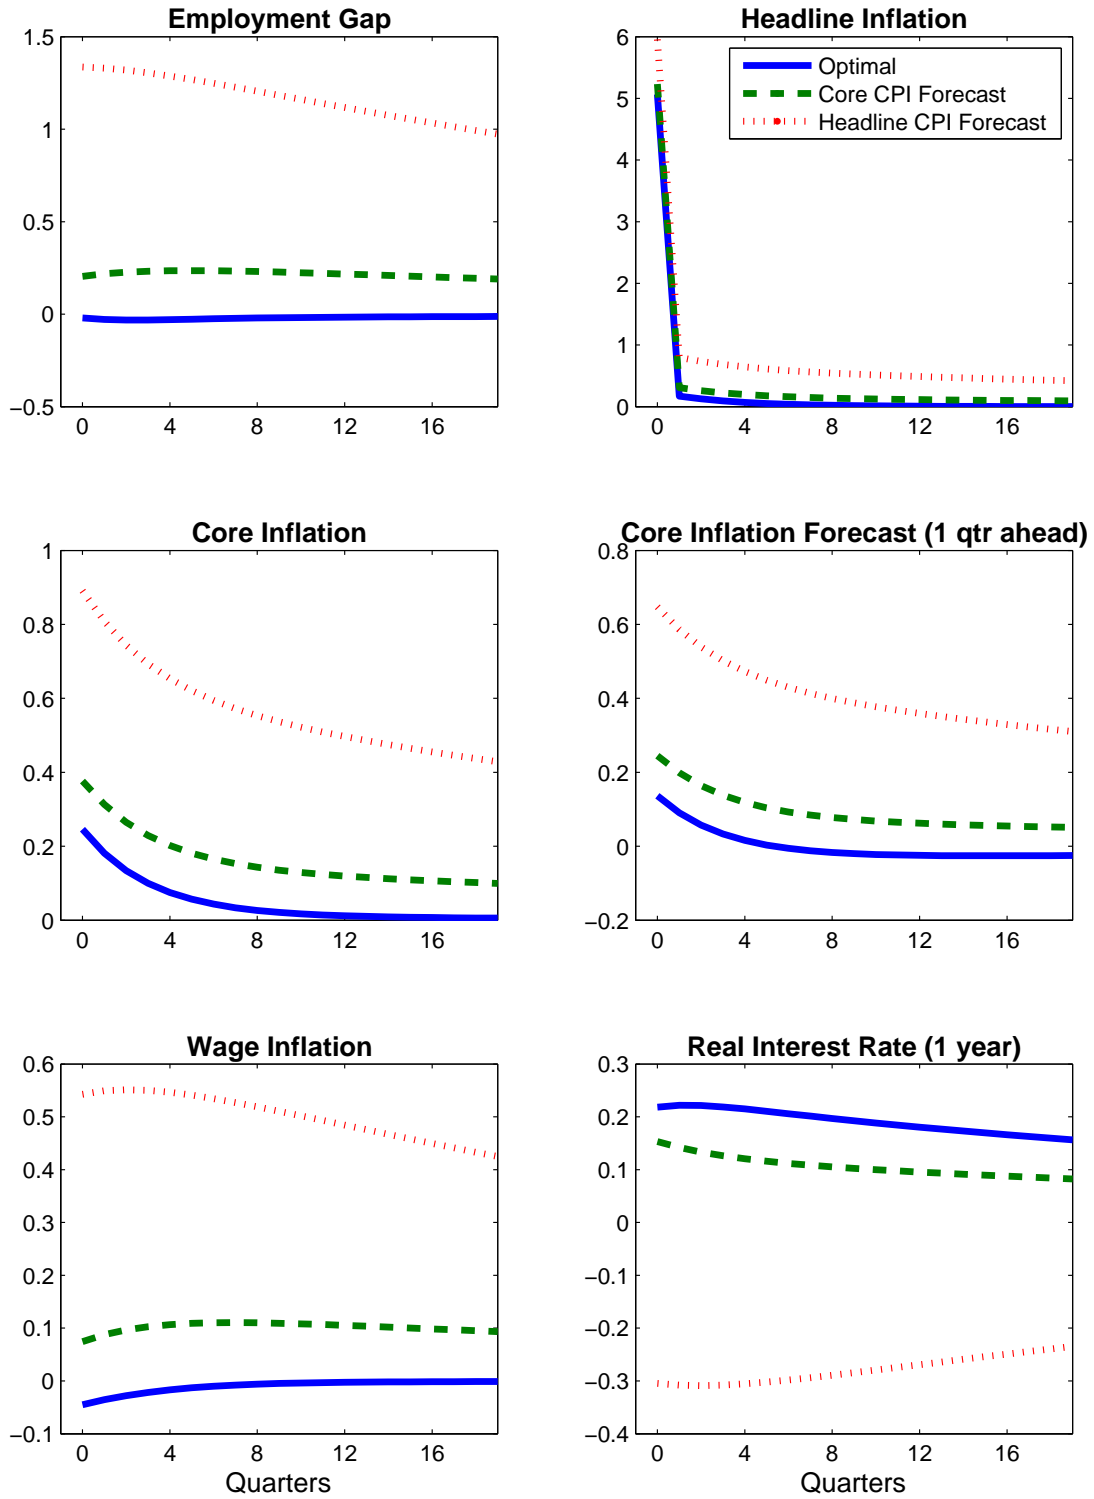 Employment Gap
1.5
1
0.5
0
−0.5
0 4 8 12 16
Headline Inflation
6
5
4
3
2
1
0
0 4 8 12 16
Optimal
Core CPI Forecast
Headline CPI Forecast
Core Inflation
1
0.8
0.6
0.4
0.2
0
0 4 8 12 16
Core Inflation Forecast (1 qtr ahead)
0.8
0.6
0.4
0.2
0
−0.2
0 4 8 12 16
Wage Inflation
0.6
0.5
0.4
0.3
0.2
0.1
0
−0.1
0 4 8 12 16
Quarters
Real Interest Rate (1 year)
0.3
0.2
0.1
0
−0.1
−0.2
−0.3
−0.4
0 4 8 12 16
Quarters